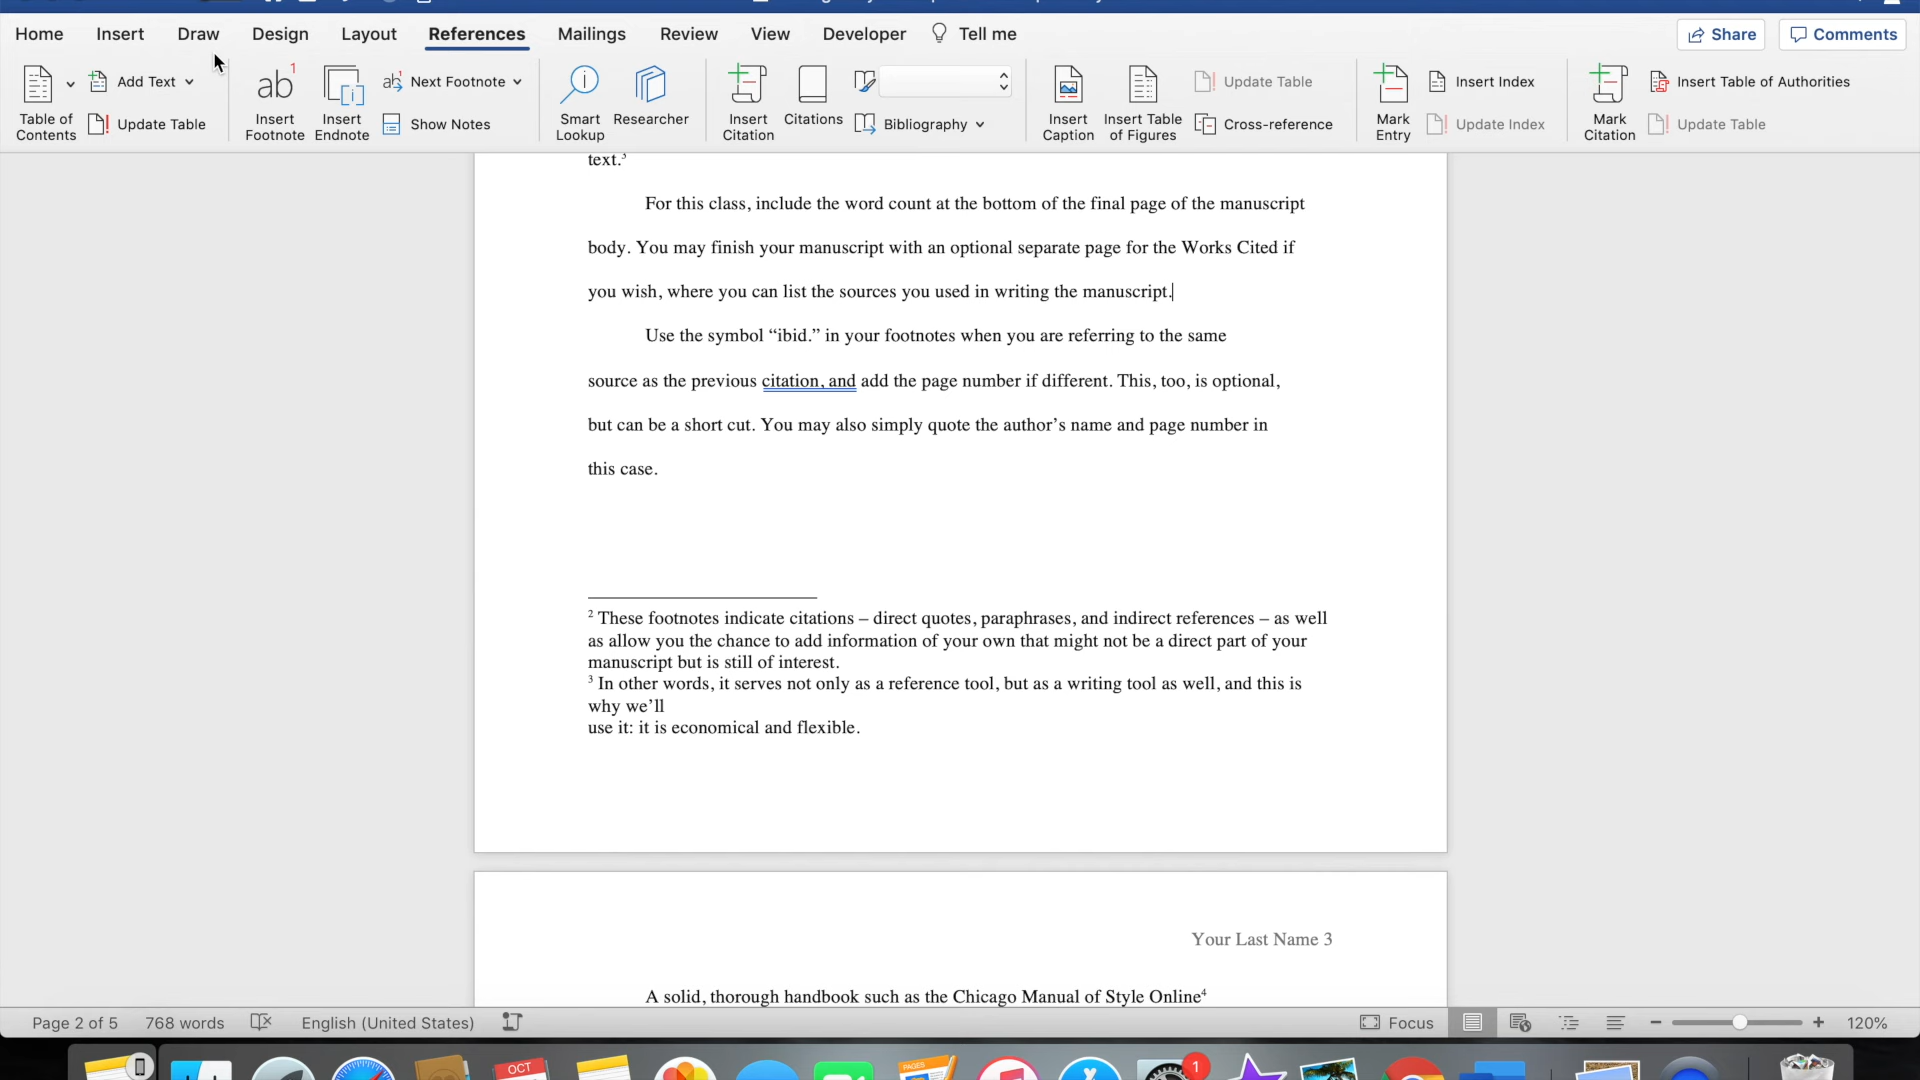 Home Insert Draw Design Layout References Mailings Review View Developer Tell me Share Comments
Add Text Next Footnote Update Table Insert Index Insert Table of Authorities
Table of Contents Update Table Insert Footnote Insert Endnote Show Notes Smart Lookup Researcher Insert Citation Citations Bibliography Insert Caption Insert Table of Figures Cross-reference Mark Entry Update Index Mark Citation Update Table
text.³
For this class, include the word count at the bottom of the final page of the manuscript
body. You may finish your manuscript with an optional separate page for the Works Cited if
you wish, where you can list the sources you used in writing the manuscript.
Use the symbol “ibid.” in your footnotes when you are referring to the same
source as the previous citation, and add the page number if different. This, too, is optional,
but can be a short cut. You may also simply quote the author’s name and page number in
this case.
² These footnotes indicate citations – direct quotes, paraphrases, and indirect references – as well
as allow you the chance to add information of your own that might not be a direct part of your
manuscript but is still of interest.
³ In other words, it serves not only as a reference tool, but as a writing tool as well, and this is
why we’ll
use it: it is economical and flexible.
Your Last Name 3
A solid, thorough handbook such as the Chicago Manual of Style Online⁴
Page 2 of 5 768 words English (United States) Focus 120%
OCT PAGES 1